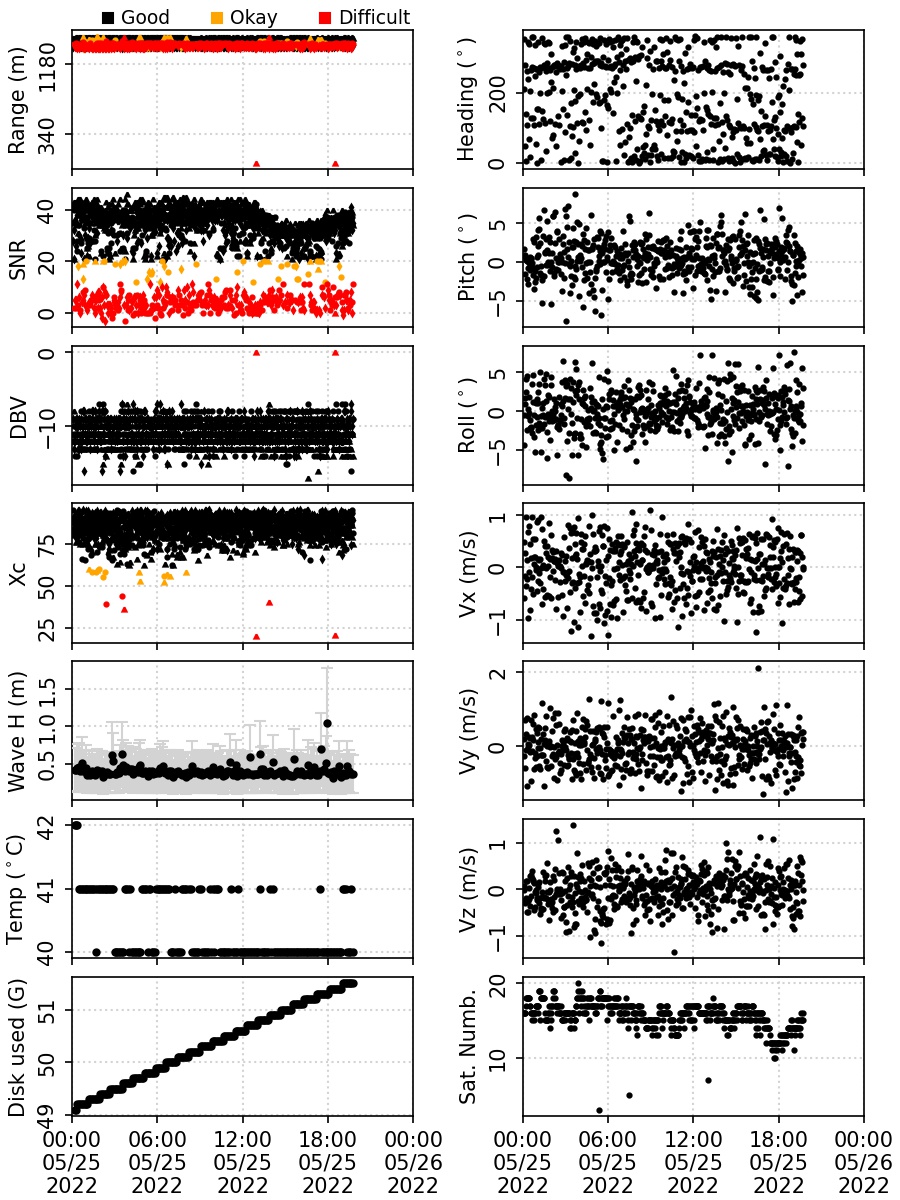 Good Okay Difficult
Range (m)
1180
340
Heading (°)
200
0
SNR
40
20
0
Pitch (°)
5
0
−5
DBV
0
−10
Roll (°)
5
0
−5
Xc
75
50
25
Vx (m/s)
1
0
−1
Wave H (m)
1.5
1.0
0.5
Vy (m/s)
2
0
Temp (°C)
42
41
40
Vz (m/s)
1
0
−1
Disk used (G)
51
50
49
Sat. Numb.
20
10
00:00 06:00 12:00 18:00 00:00
05/25 05/25 05/25 05/25 05/26
2022 2022 2022 2022 2022
00:00 06:00 12:00 18:00 00:00
05/25 05/25 05/25 05/25 05/26
2022 2022 2022 2022 2022